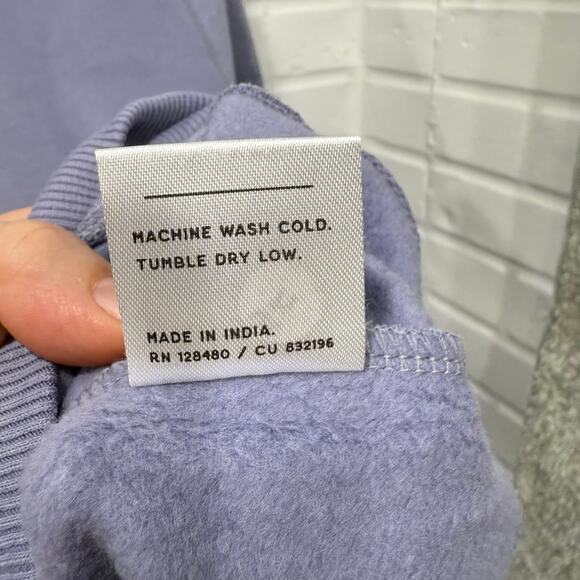 MACHINE WASH COLD.
TUMBLE DRY LOW.
MADE IN INDIA.
RN 128480 / CU 832196